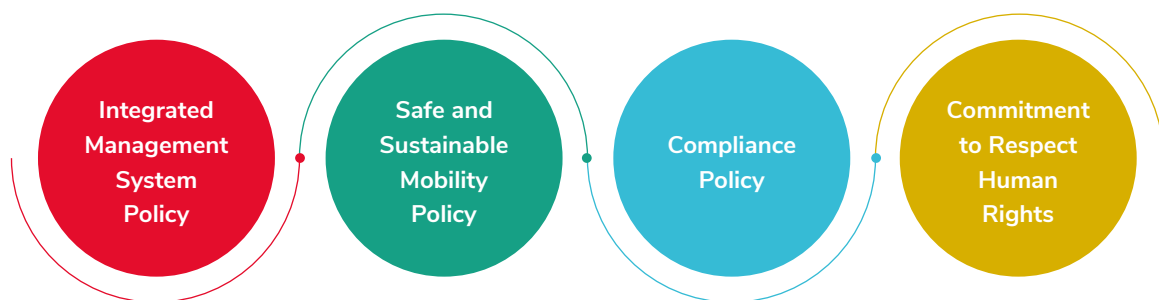 Integrated
Management
System
Policy
Safe and
Sustainable
Mobility
Policy
Compliance
Policy
Commitment
to Respect
Human
Rights